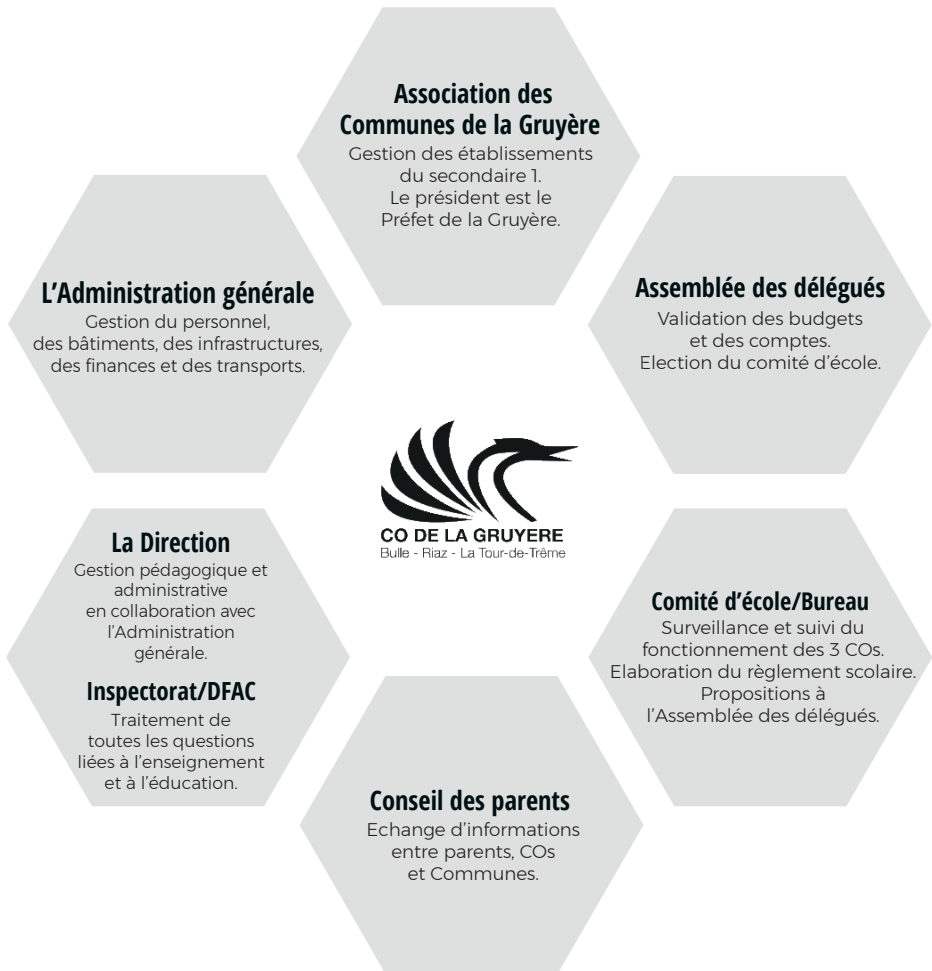 Association des
Communes de la Gruyère
Gestion des établissements
du secondaire 1.
Le président est le
Préfet de la Gruyère.
L'Administration générale
Gestion du personnel,
des bâtiments, des infrastructures,
des finances et des transports.
Assemblée des délégués
Validation des budgets
et des comptes.
Election du comité d'école.
CO DE LA GRUYERE
Bulle - Riaz - La Tour-de-Trême
La Direction
Gestion pédagogique et
administrative
en collaboration avec
l'Administration
générale.
Inspectorat/DFAC
Traitement de
toutes les questions
liées à l'enseignement
et à l'éducation.
Comité d'école/Bureau
Surveillance et suivi du
fonctionnement des 3 COs.
Elaboration du règlement scolaire.
Propositions à
l'Assemblée des délégués.
Conseil des parents
Echange d'informations
entre parents, COs
et Communes.